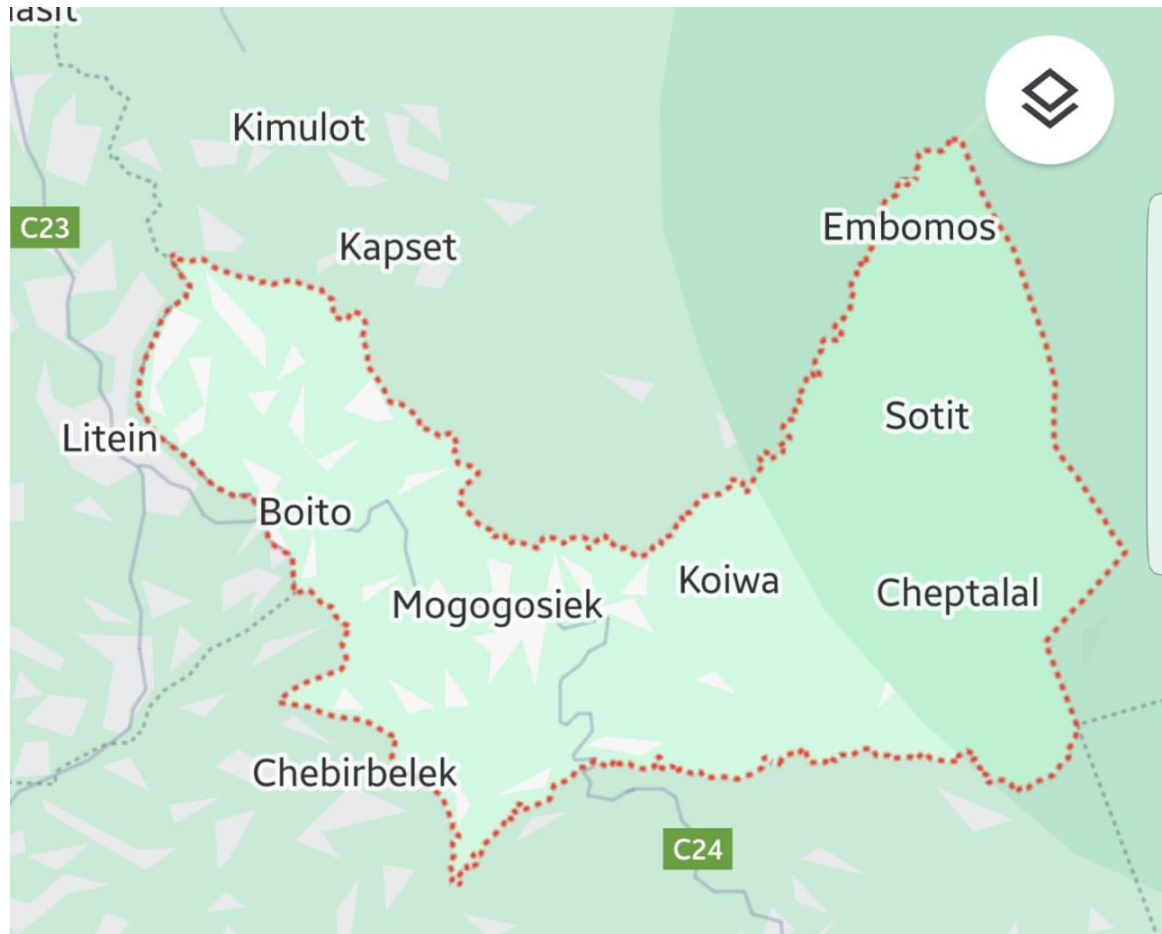 Kimulot
C23
Kapset
Embomos
Sotit
Litein
Boito
Koiwa
Mogogosiek
Cheptalal
Chebirbelek
C24